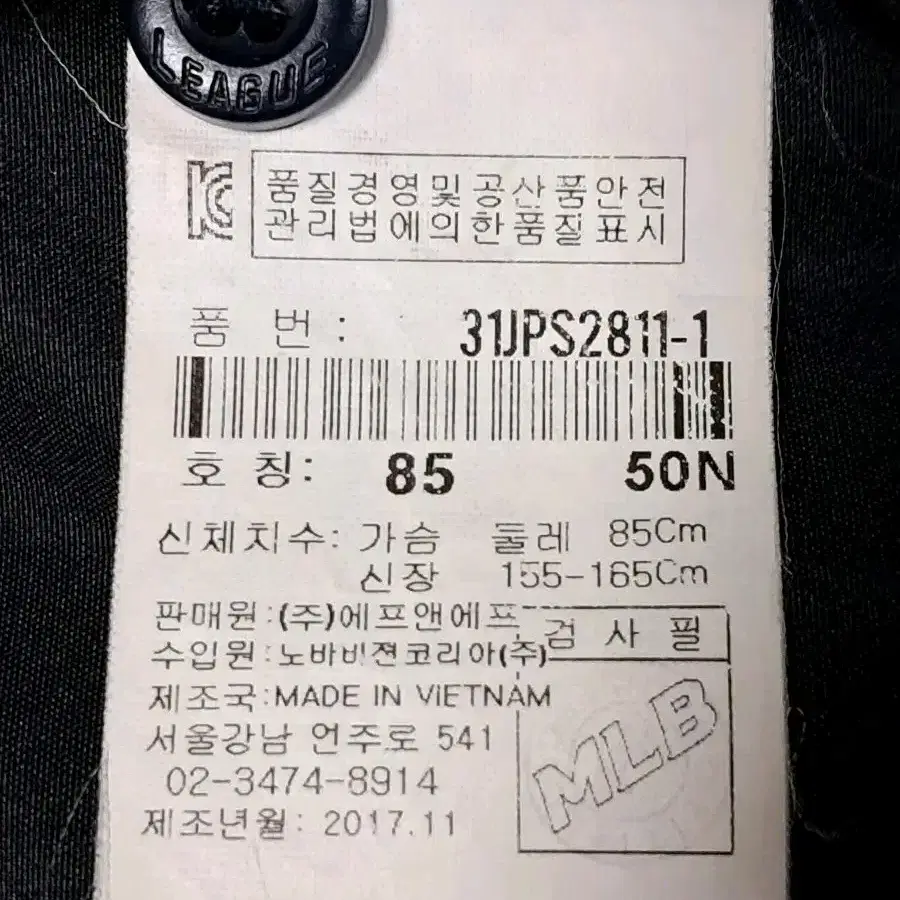 LEAGUE
KC
품질경영및공산품안전
관리법에의한품질표시
품 번 : 31JPS2811-1
호 칭: 85 50N
신체치수: 가슴 둘레 85Cm
신장 155-165Cm
판매원:(주)에프앤에프
수입원:노바비젼코리아(주)
검 사 필
제조국:MADE IN VIETNAM
MLB
서울강남 언주로 541
02-3474-8914
제조년월: 2017.11